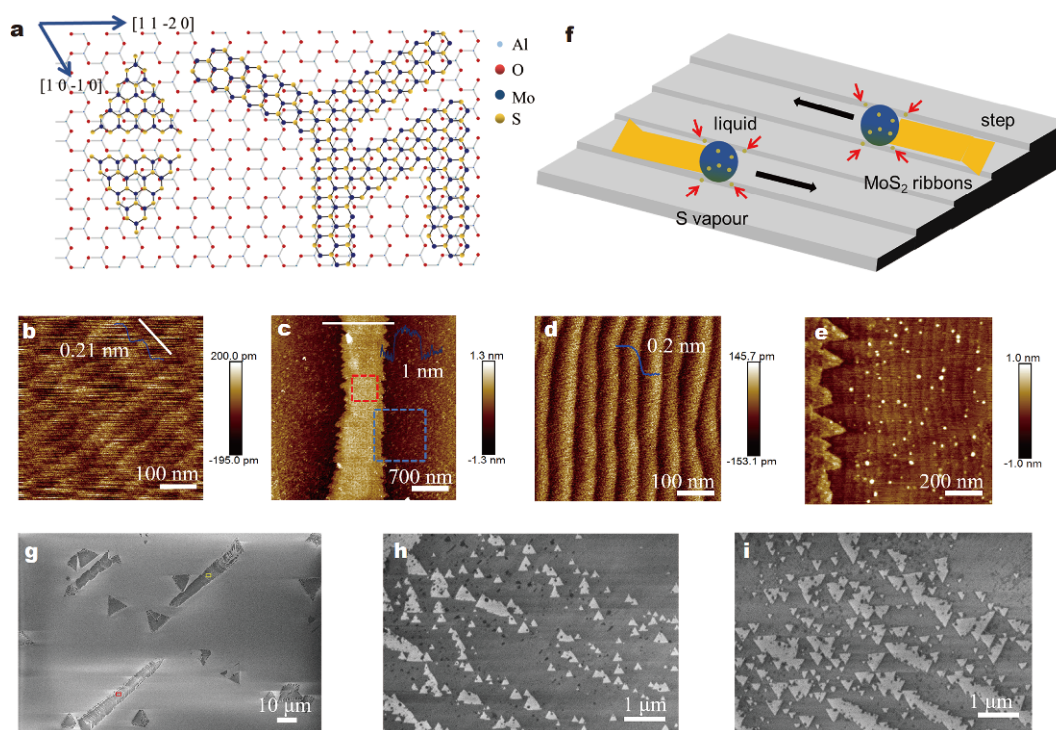 a
[1 1 -2 0]
[1 0 -1 0]
Al
O
Mo
S
f
liquid
step
MoS₂ ribbons
S vapour
b
0.21 nm
100 nm
200.0 pm
-195.0 pm
c
1 nm
700 nm
1.3 nm
-1.3 nm
d
0.2 nm
100 nm
145.7 pm
-153.1 pm
e
200 nm
1.0 nm
-1.0 nm
g
10 μm
h
1 μm
i
1 μm